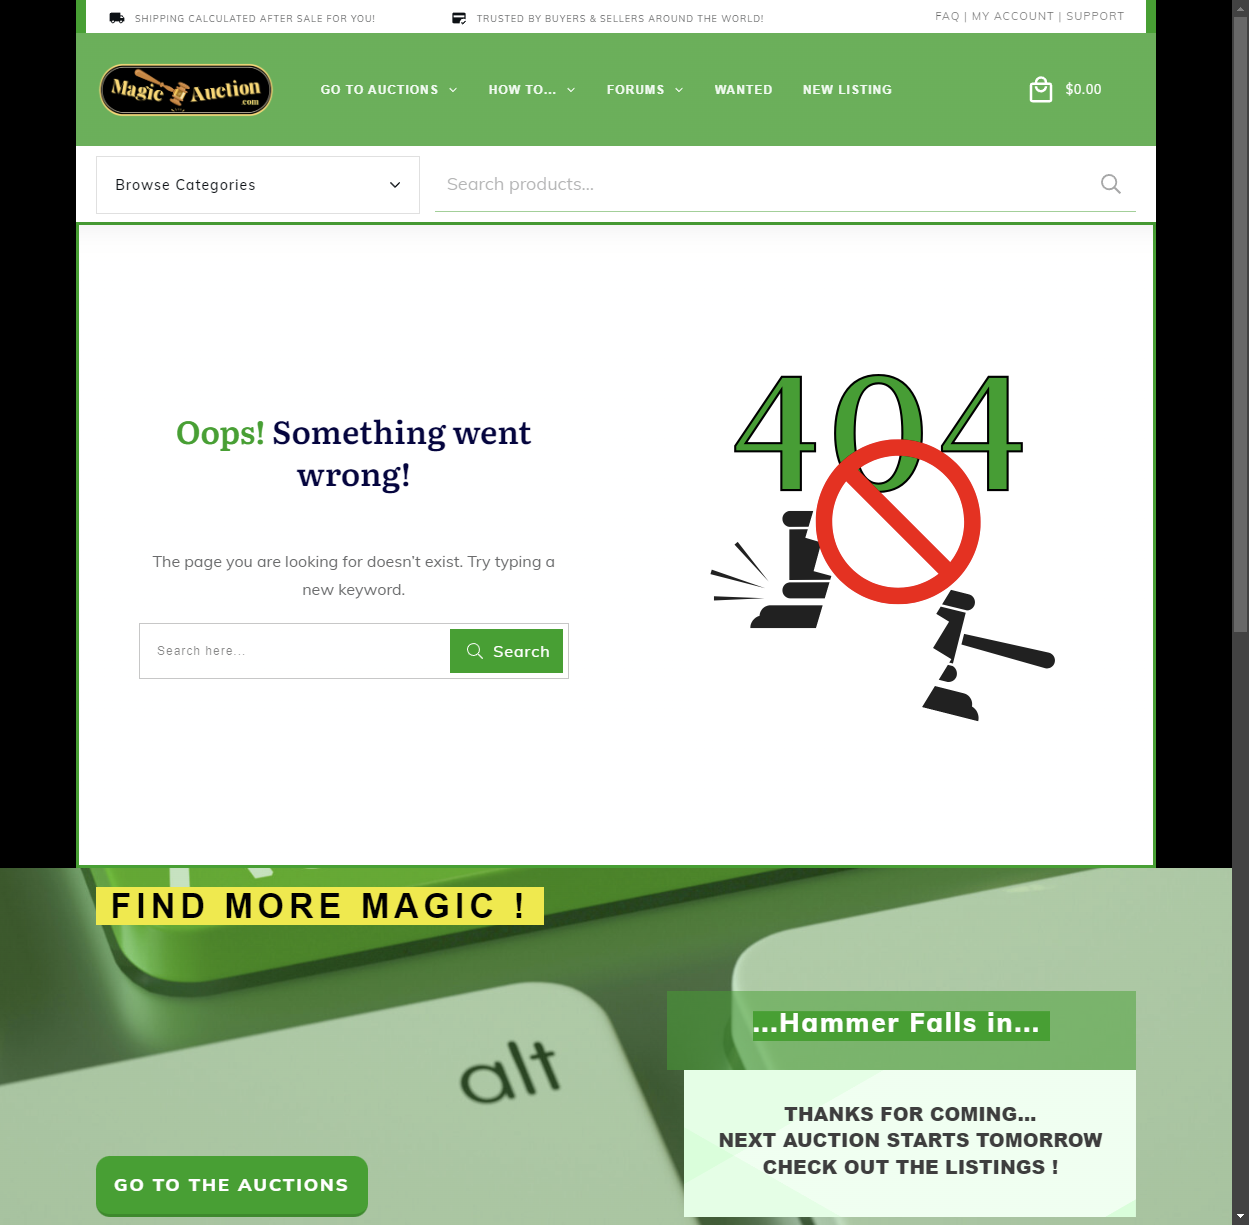 SHIPPING CALCULATED AFTER SALE FOR YOU!
TRUSTED BY BUYERS & SELLERS AROUND THE WORLD!
FAQ | MY ACCOUNT | SUPPORT
Magic Auction
.com
GO TO AUCTIONS
HOW TO...
FORUMS
WANTED
NEW LISTING
$0.00
Browse Categories
Search products...
404
Oops! Something went
wrong!
The page you are looking for doesn't exist. Try typing a
new keyword.
Search here...
Search
FIND MORE MAGIC !
...Hammer Falls in...
alt
THANKS FOR COMING...
NEXT AUCTION STARTS TOMORROW
CHECK OUT THE LISTINGS !
GO TO THE AUCTIONS